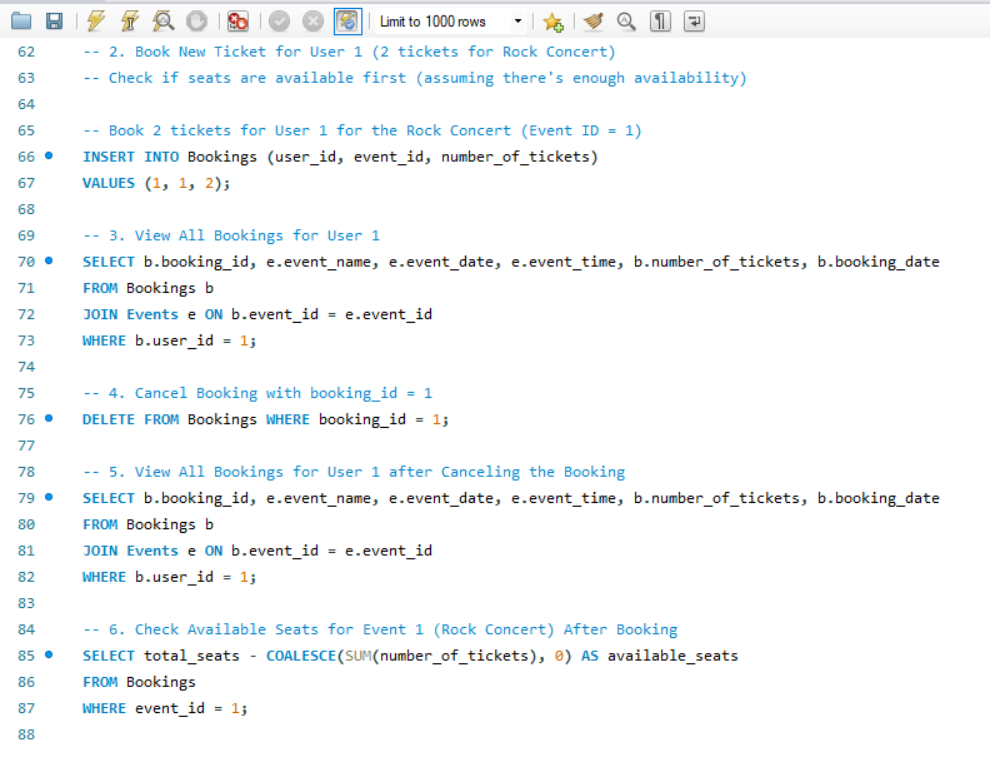 Limit to 1000 rows
62 -- 2. Book New Ticket for User 1 (2 tickets for Rock Concert)
63 -- Check if seats are available first (assuming there's enough availability)
64
65 -- Book 2 tickets for User 1 for the Rock Concert (Event ID = 1)
66 INSERT INTO Bookings (user_id, event_id, number_of_tickets)
67 VALUES (1, 1, 2);
68
69 -- 3. View All Bookings for User 1
70 SELECT b.booking_id, e.event_name, e.event_date, e.event_time, b.number_of_tickets, b.booking_date
71 FROM Bookings b
72 JOIN Events e ON b.event_id = e.event_id
73 WHERE b.user_id = 1;
74
75 -- 4. Cancel Booking with booking_id = 1
76 DELETE FROM Bookings WHERE booking_id = 1;
77
78 -- 5. View All Bookings for User 1 after Canceling the Booking
79 SELECT b.booking_id, e.event_name, e.event_date, e.event_time, b.number_of_tickets, b.booking_date
80 FROM Bookings b
81 JOIN Events e ON b.event_id = e.event_id
82 WHERE b.user_id = 1;
83
84 -- 6. Check Available Seats for Event 1 (Rock Concert) After Booking
85 SELECT total_seats - COALESCE(SUM(number_of_tickets), 0) AS available_seats
86 FROM Bookings
87 WHERE event_id = 1;
88